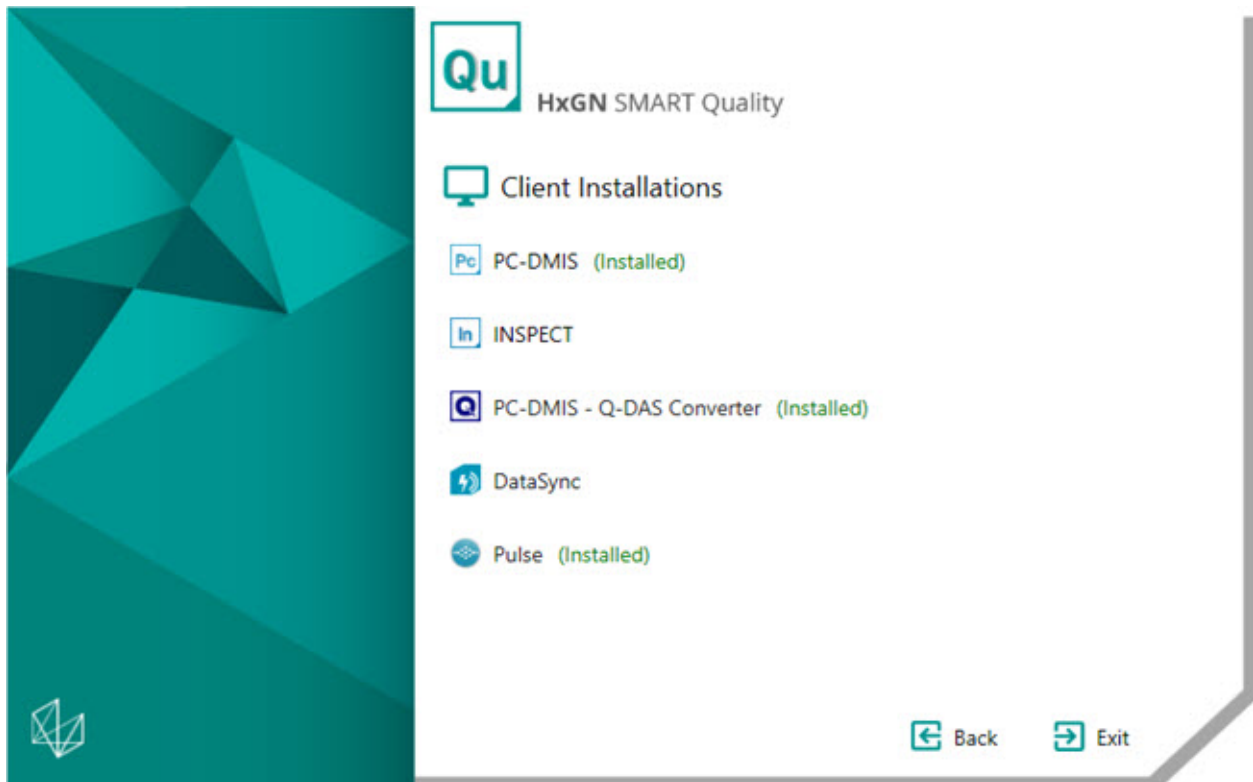 Qu
HxGN SMART Quality
Client Installations
Pc PC-DMIS (Installed)
In INSPECT
Q PC-DMIS - Q-DAS Converter (Installed)
DataSync
Pulse (Installed)
Back Exit